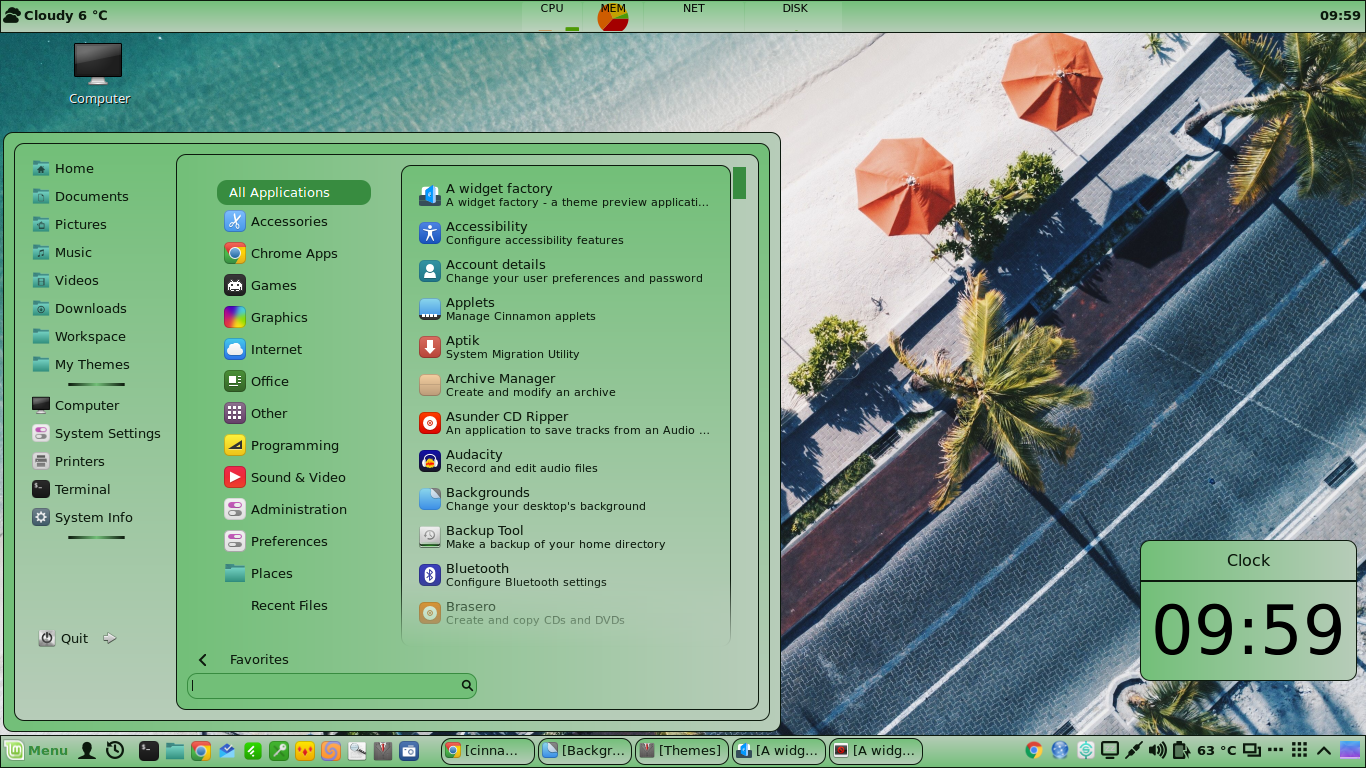 Cloudy 6 °C
CPU
MEM
NET
DISK
09:59
Computer
Home
Documents
Pictures
Music
Videos
Downloads
Workspace
My Themes
Computer
System Settings
Printers
Terminal
System Info
Quit
All Applications
Accessories
Chrome Apps
Games
Graphics
Internet
Office
Other
Programming
Sound & Video
Administration
Preferences
Places
Recent Files
Favorites
A widget factory
A widget factory - a theme preview applicati...
Accessibility
Configure accessibility features
Account details
Change your user preferences and password
Applets
Manage Cinnamon applets
Aptik
System Migration Utility
Archive Manager
Create and modify an archive
Asunder CD Ripper
An application to save tracks from an Audio ...
Audacity
Record and edit audio files
Backgrounds
Change your desktop's background
Backup Tool
Make a backup of your home directory
Bluetooth
Configure Bluetooth settings
Brasero
Create and copy CDs and DVDs
Clock
09:59
Menu
[cinna...
[Backgr...
[Themes]
[A widg...
[A widg...
63 °C